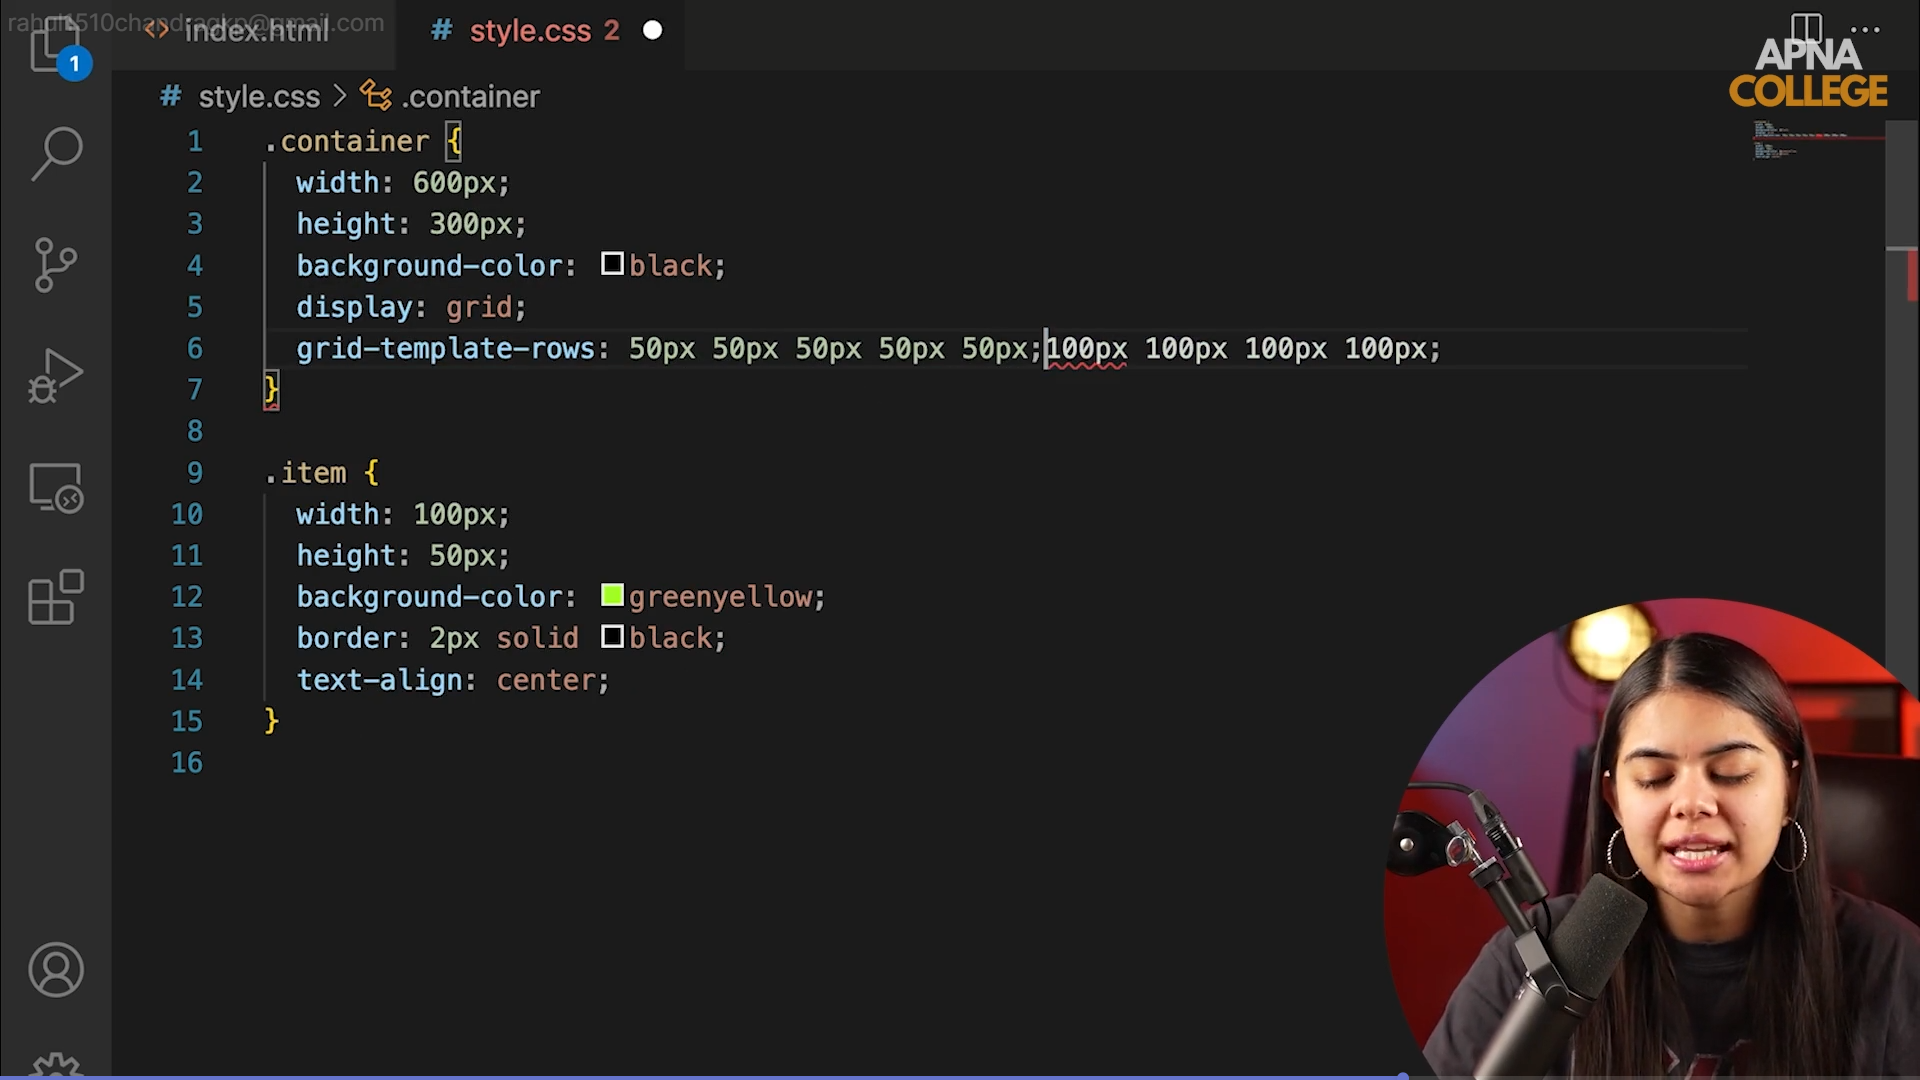 rahul1510chandragkp@gmail.com
<> index.html
# style.css 2
1
APNA
COLLEGE
# style.css > .container
1 .container {
2 width: 600px;
3 height: 300px;
4 background-color: black;
5 display: grid;
6 grid-template-rows: 50px 50px 50px 50px 50px;100px 100px 100px 100px;
7 }
8
9 .item {
10 width: 100px;
11 height: 50px;
12 background-color: greenyellow;
13 border: 2px solid black;
14 text-align: center;
15 }
16